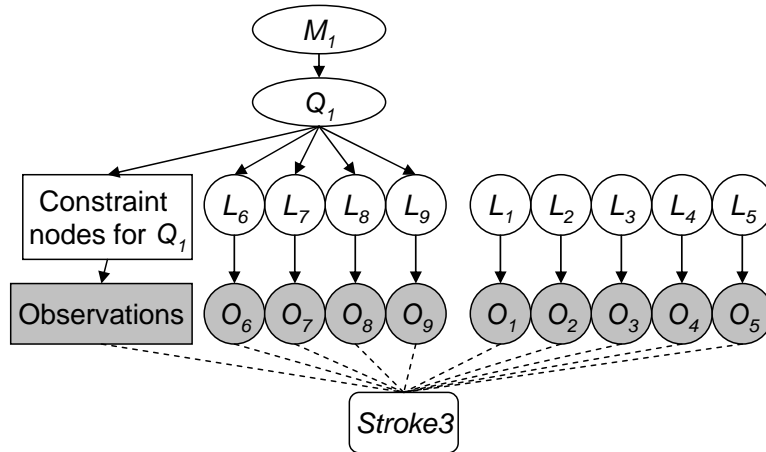 M1
Q1
Constraint
nodes for Q1
L6 L7 L8 L9 L1 L2 L3 L4 L5
Observations O6 O7 O8 O9 O1 O2 O3 O4 O5
Stroke3